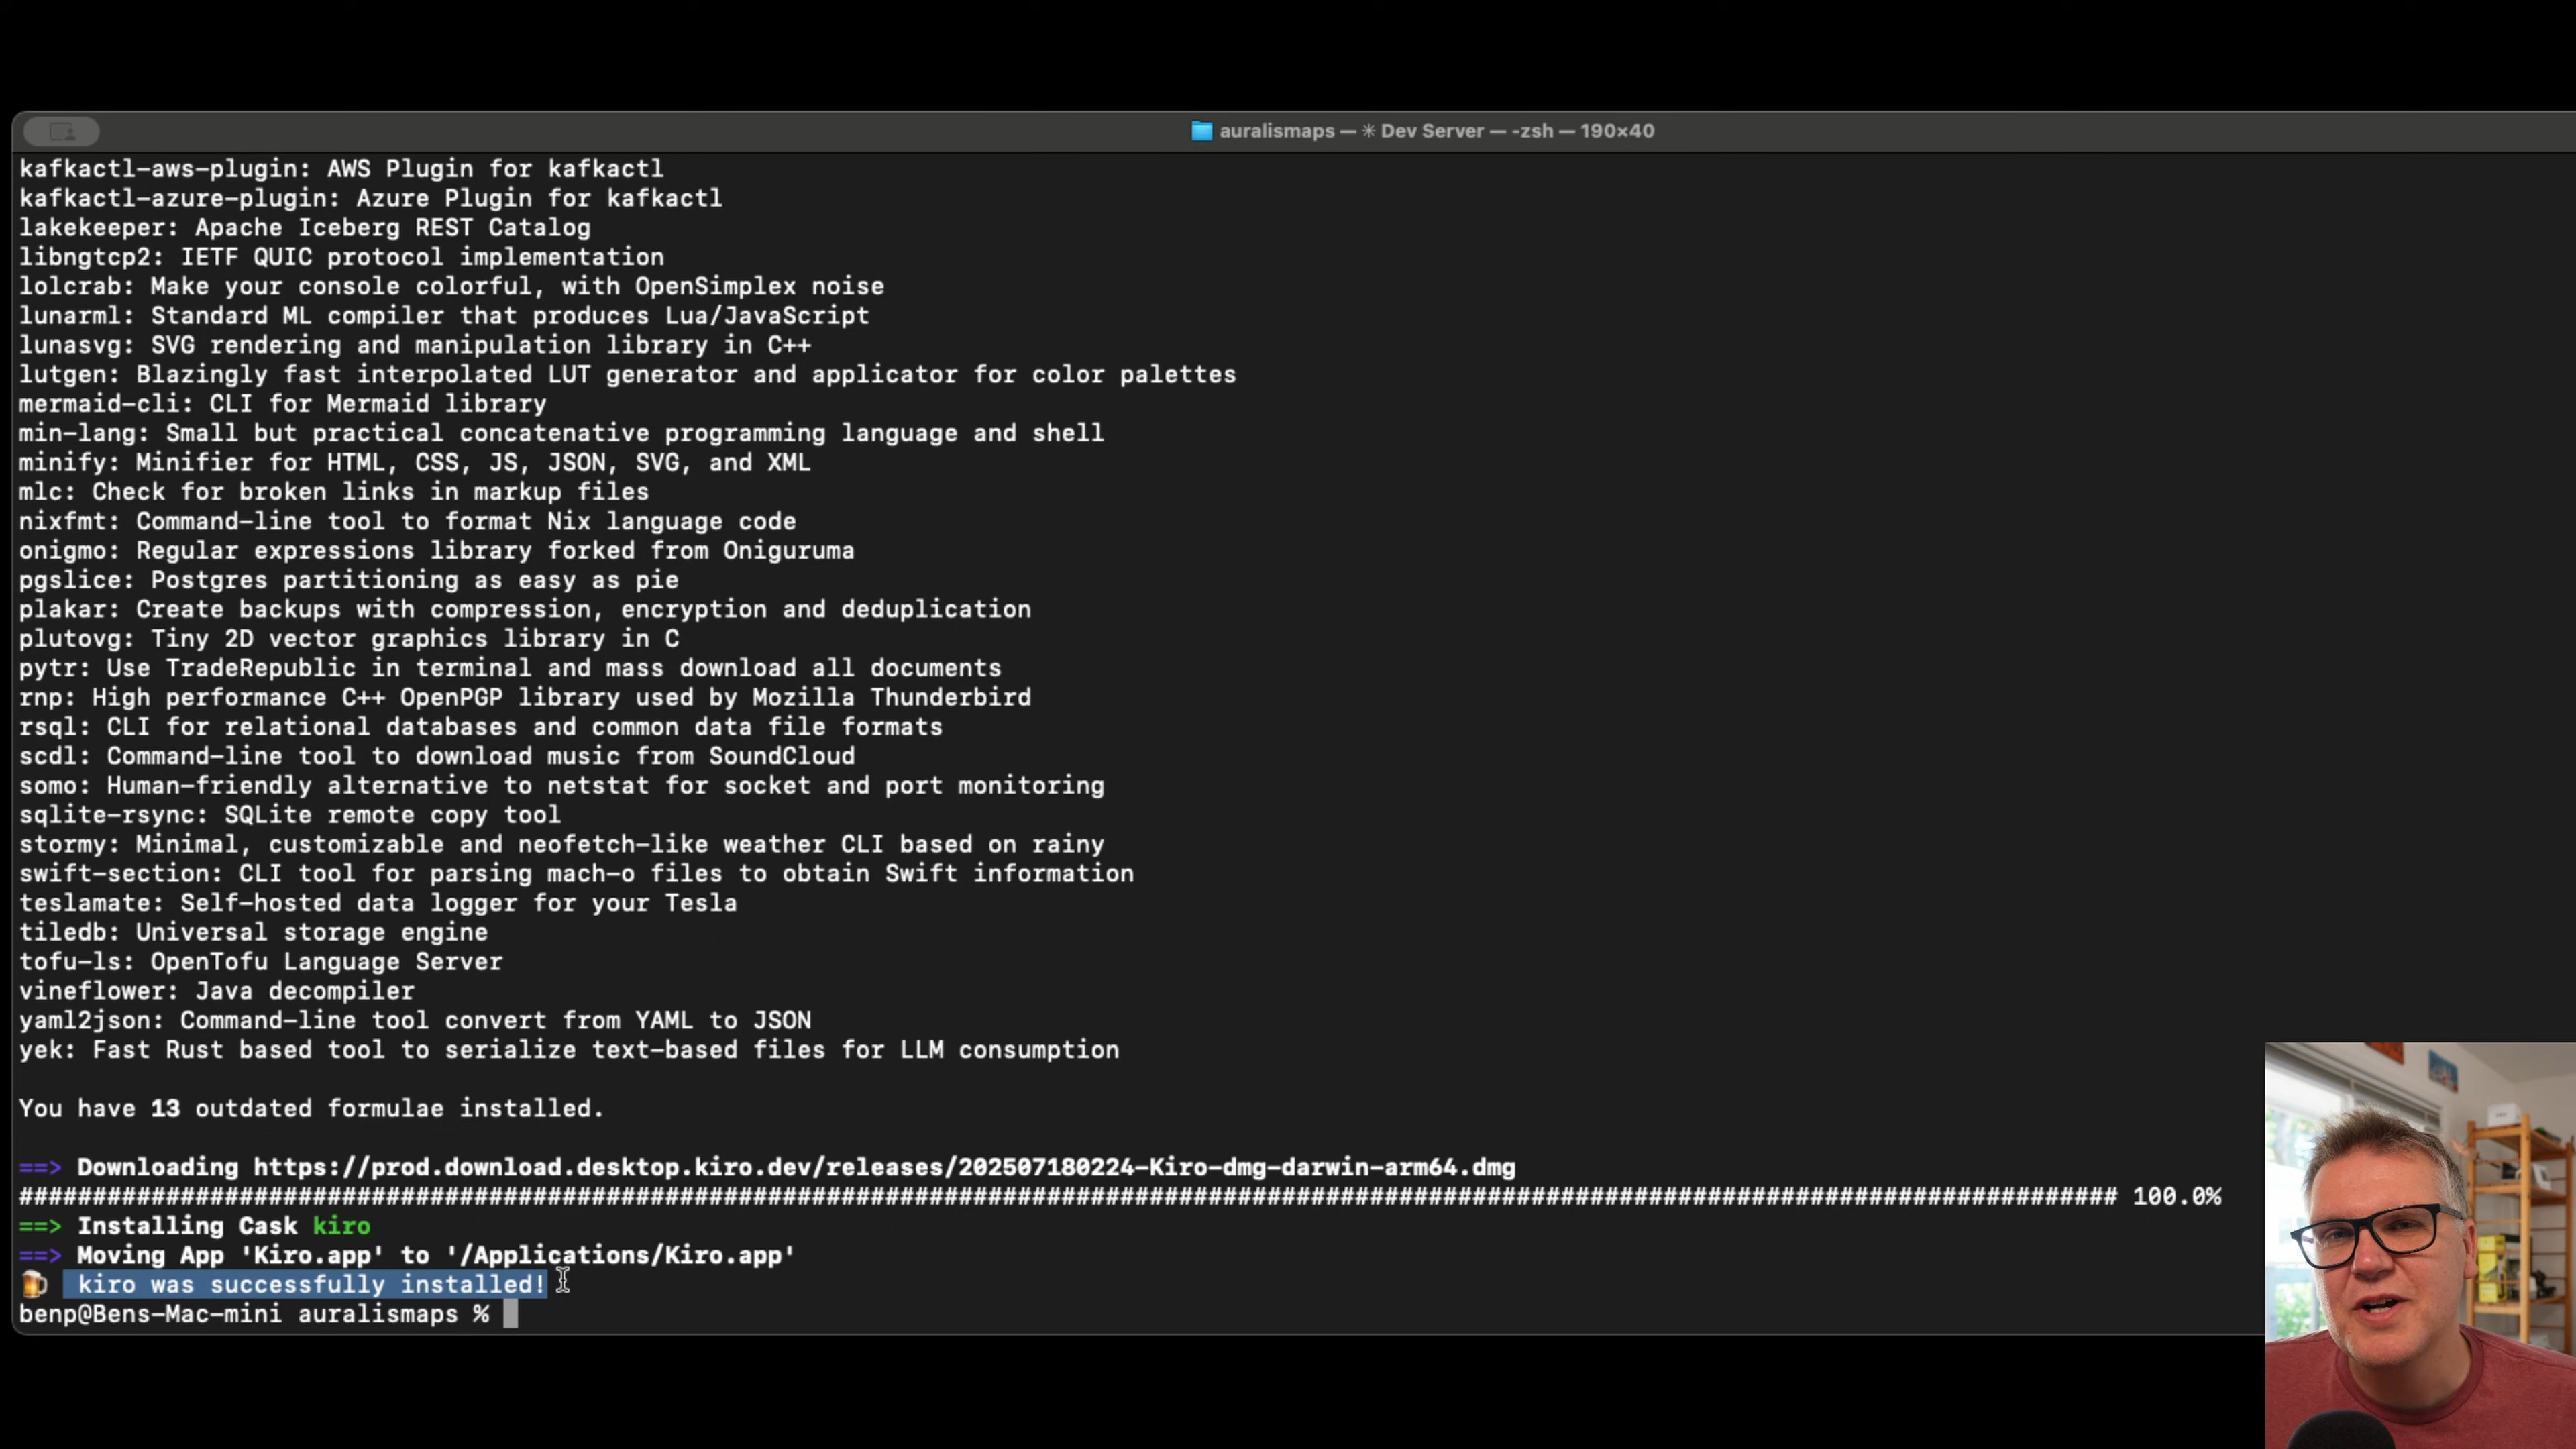 auralismaps — ✳ Dev Server — -zsh — 190×40
kafkactl-aws-plugin: AWS Plugin for kafkactl
kafkactl-azure-plugin: Azure Plugin for kafkactl
lakekeeper: Apache Iceberg REST Catalog
libngtcp2: IETF QUIC protocol implementation
lolcrab: Make your console colorful, with OpenSimplex noise
lunarml: Standard ML compiler that produces Lua/JavaScript
lunasvg: SVG rendering and manipulation library in C++
lutgen: Blazingly fast interpolated LUT generator and applicator for color palettes
mermaid-cli: CLI for Mermaid library
min-lang: Small but practical concatenative programming language and shell
minify: Minifier for HTML, CSS, JS, JSON, SVG, and XML
mlc: Check for broken links in markup files
nixfmt: Command-line tool to format Nix language code
onigmo: Regular expressions library forked from Oniguruma
pgslice: Postgres partitioning as easy as pie
plakar: Create backups with compression, encryption and deduplication
plutovg: Tiny 2D vector graphics library in C
pytr: Use TradeRepublic in terminal and mass download all documents
rnp: High performance C++ OpenPGP library used by Mozilla Thunderbird
rsql: CLI for relational databases and common data file formats
scdl: Command-line tool to download music from SoundCloud
somo: Human-friendly alternative to netstat for socket and port monitoring
sqlite-rsync: SQLite remote copy tool
stormy: Minimal, customizable and neofetch-like weather CLI based on rainy
swift-section: CLI tool for parsing mach-o files to obtain Swift information
teslamate: Self-hosted data logger for your Tesla
tiledb: Universal storage engine
tofu-ls: OpenTofu Language Server
vineflower: Java decompiler
yaml2json: Command-line tool convert from YAML to JSON
yek: Fast Rust based tool to serialize text-based files for LLM consumption
You have 13 outdated formulae installed.
==> Downloading https://prod.download.desktop.kiro.dev/releases/202507180224-Kiro-dmg-darwin-arm64.dmg
############################################################################################################################################### 100.0%
==> Installing Cask kiro
==> Moving App 'Kiro.app' to '/Applications/Kiro.app'
🍺 kiro was successfully installed!
benp@Bens-Mac-mini auralismaps %